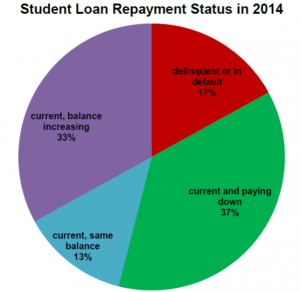 Student Loan Repayment Status in 2014
delinquent or in
default
17%
current, balance
increasing
33%
current and paying
down
37%
current, same
balance
13%